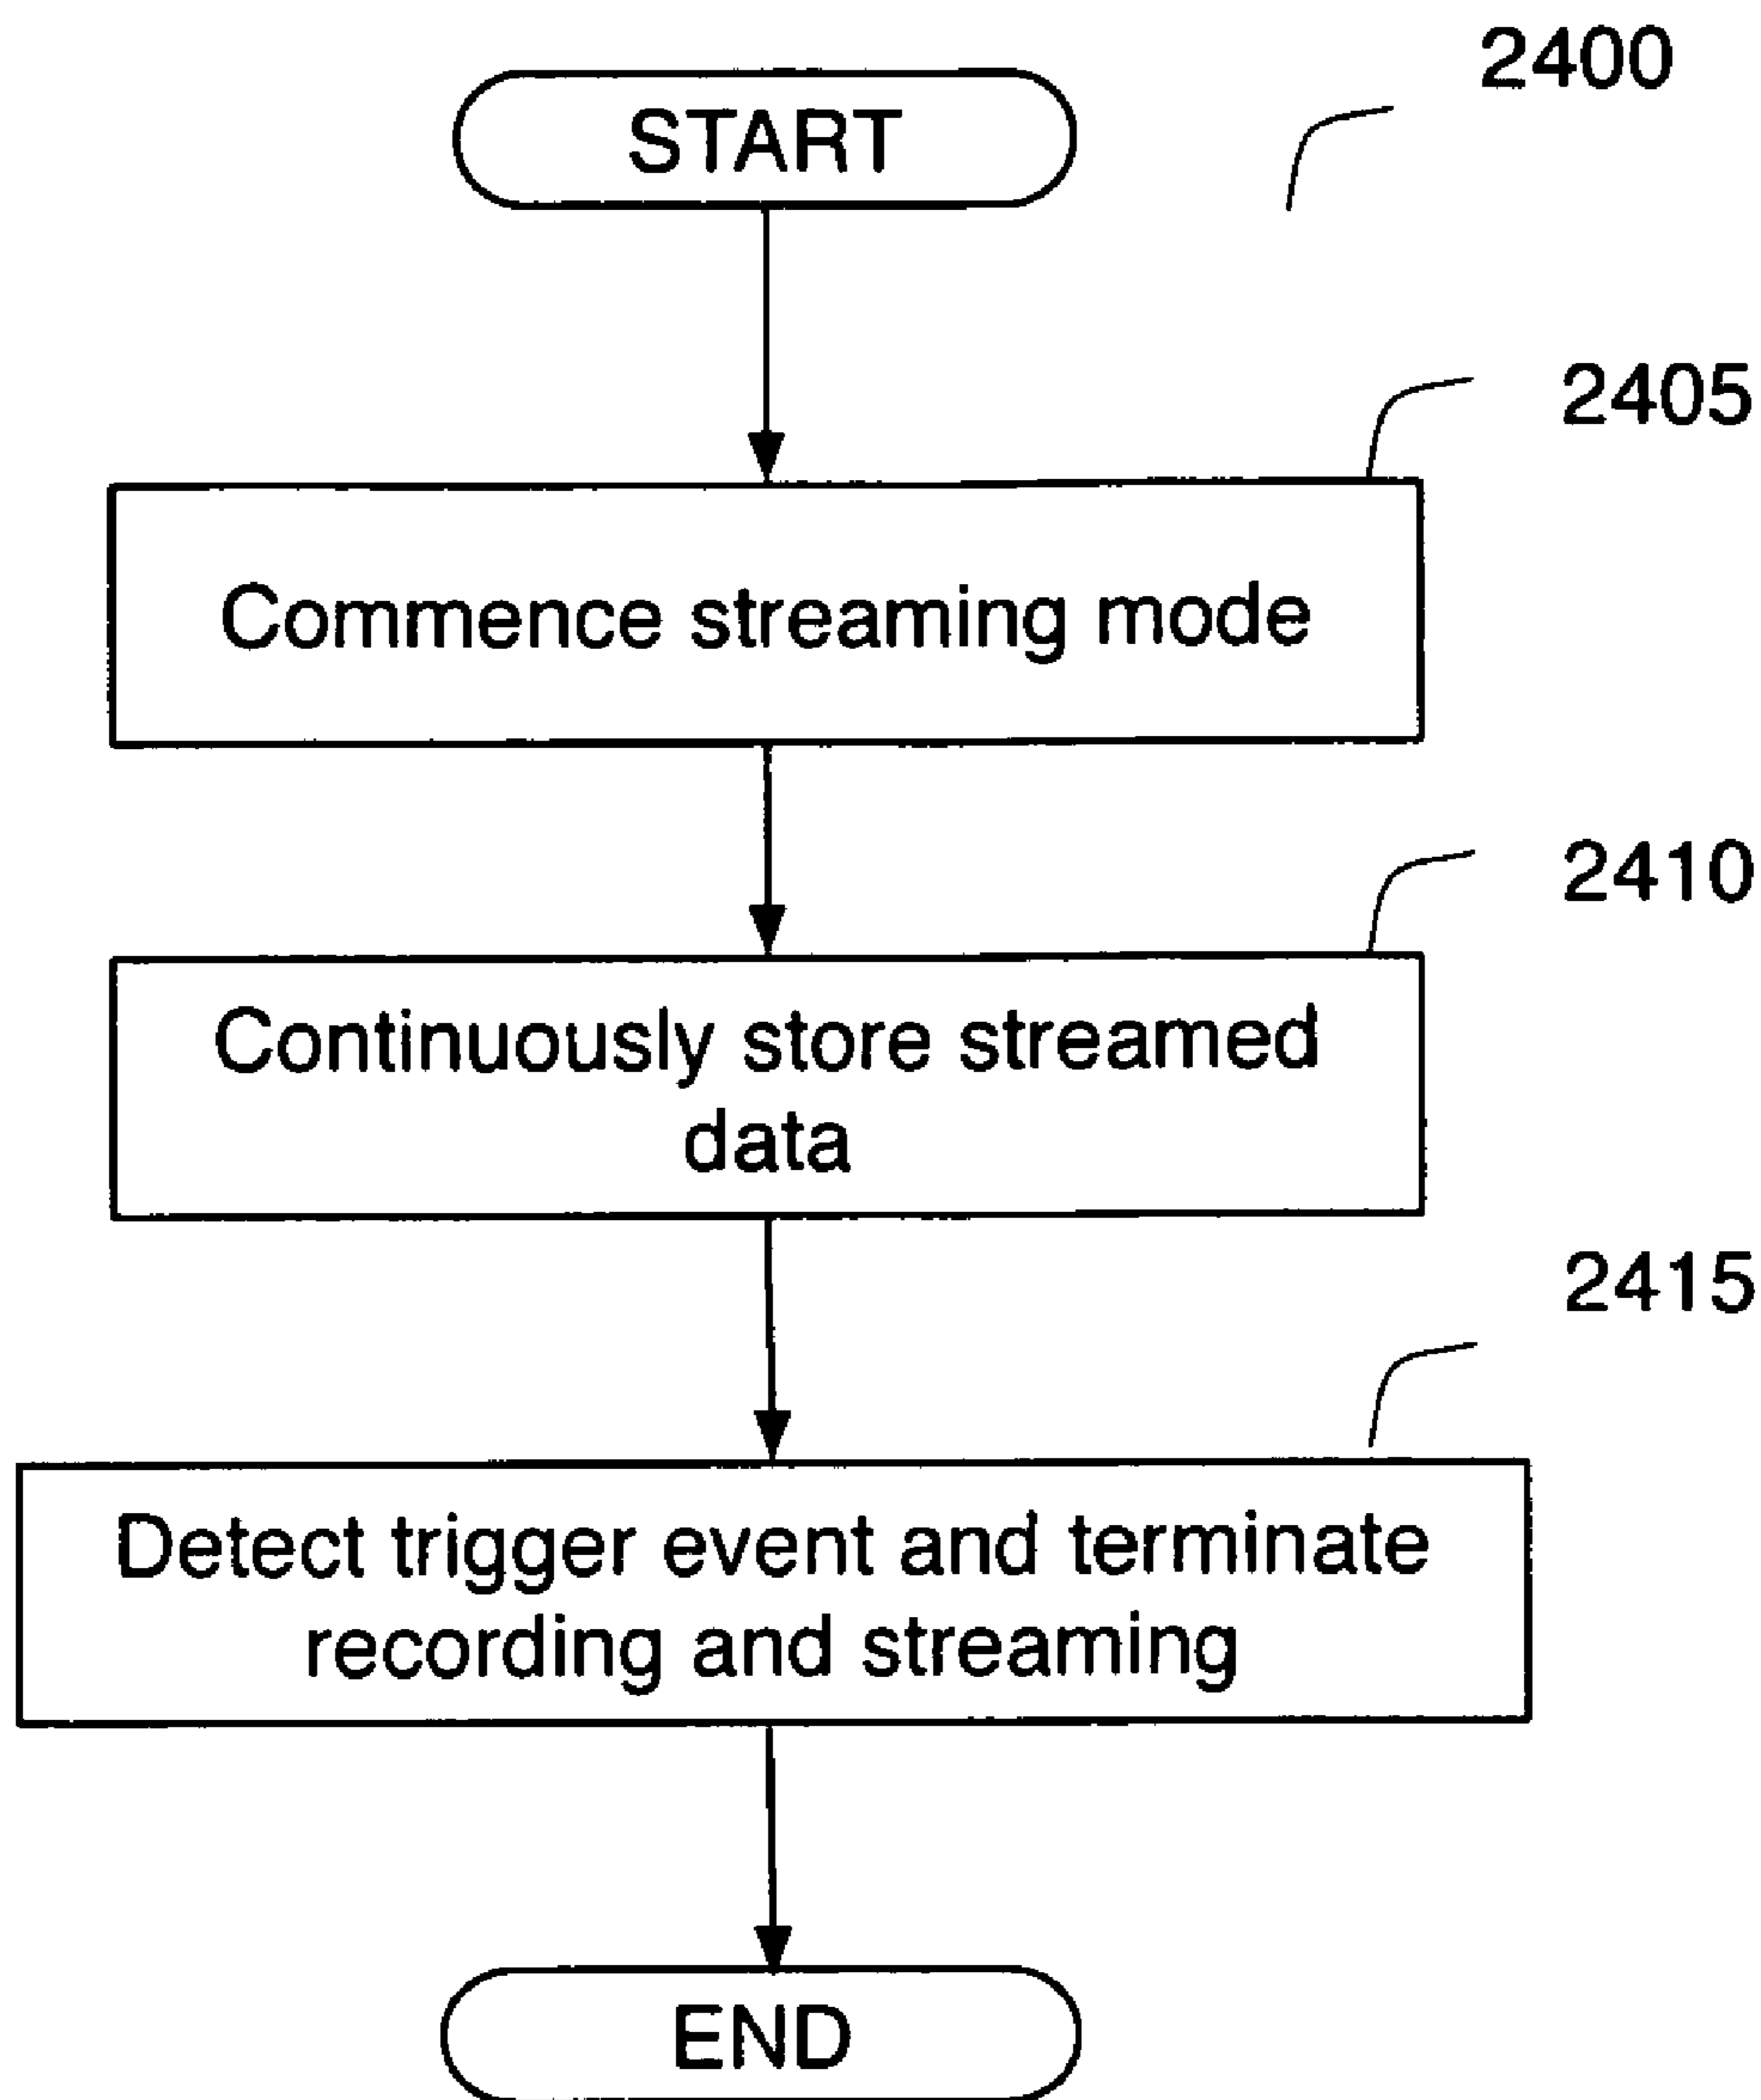 2400
START
2405
Commence streaming mode
2410
Continuously store streamed
data
2415
Detect trigger event and terminate
recording and streaming
END